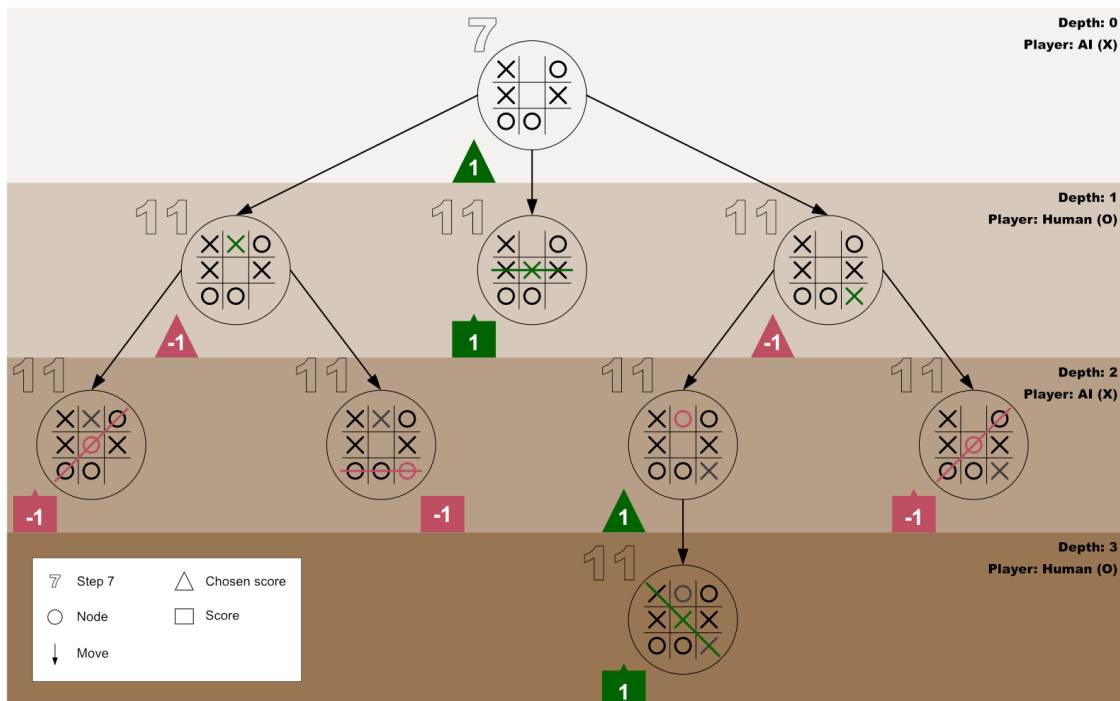 7
Depth: 0
Player: AI (X)
X O
X X
O O
1
11
11
11
Depth: 1
Player: Human (O)
X X O
X X
O O
X O
X X X
O O
X O
X X
O O X
-1
1
-1
11
11
11
11
Depth: 2
Player: AI (X)
X X O
X O X
O O
X X O
X X
O O O
X O O
X X
O O X
X O
X O X
O O X
-1
-1
1
-1
11
Depth: 3
Player: Human (O)
X O O
X X X
O O X
1
7 Step 7
Chosen score
Node
Score
Move